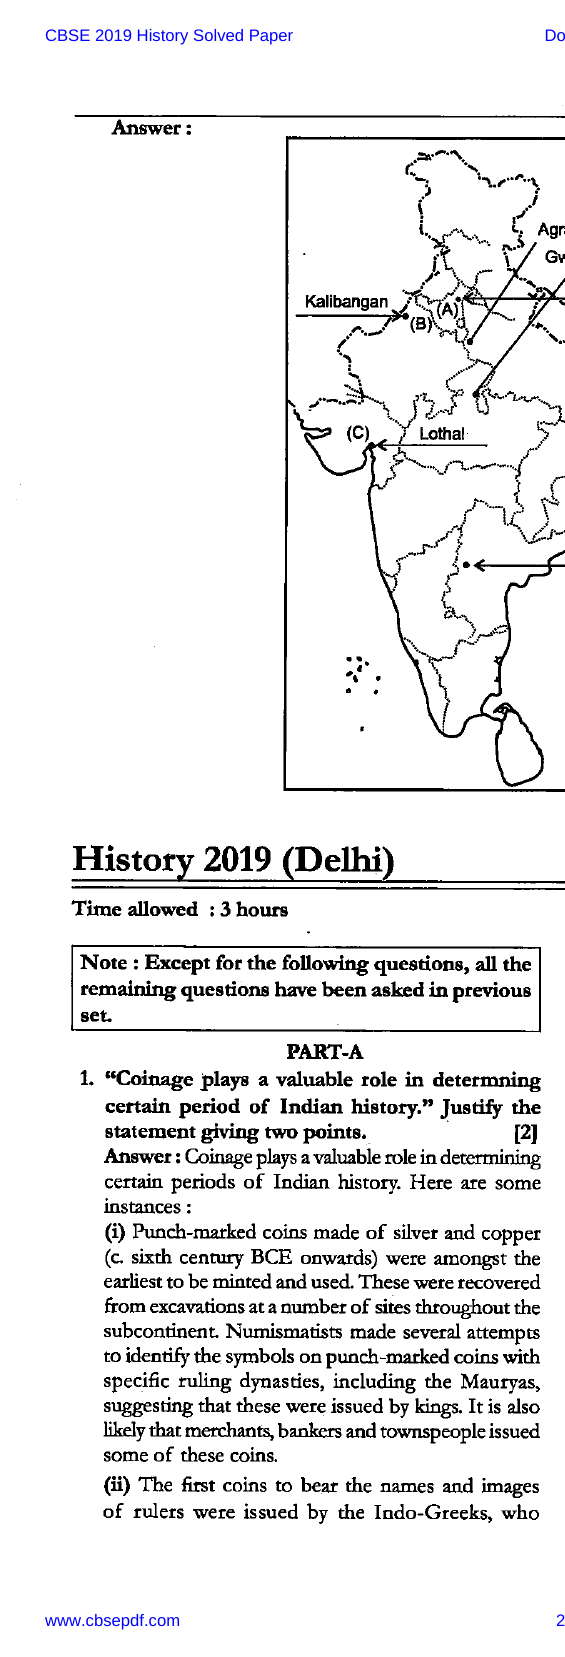 CBSE 2019 History Solved Paper
Answer :
Kalibangan
(A)
(B)
(C)
Lothal
History 2019 (Delhi)
Time allowed : 3 hours
Note : Except for the following questions, all the
remaining questions have been asked in previous
set.
PART-A
1. “Coinage plays a valuable role in determning
certain period of Indian history.” Justify the
statement giving two points. [2]
Answer : Coinage plays a valuable role in determining
certain periods of Indian history. Here are some
instances :
(i) Punch-marked coins made of silver and copper
(c. sixth century BCE onwards) were amongst the
earliest to be minted and used. These were recovered
from excavations at a number of sites throughout the
subcontinent. Numismatists made several attempts
to identify the symbols on punch-marked coins with
specific ruling dynasties, including the Mauryas,
suggesting that these were issued by kings. It is also
likely that merchants, bankers and townspeople issued
some of these coins.
(ii) The first coins to bear the names and images
of rulers were issued by the Indo-Greeks, who
www.cbsepdf.com